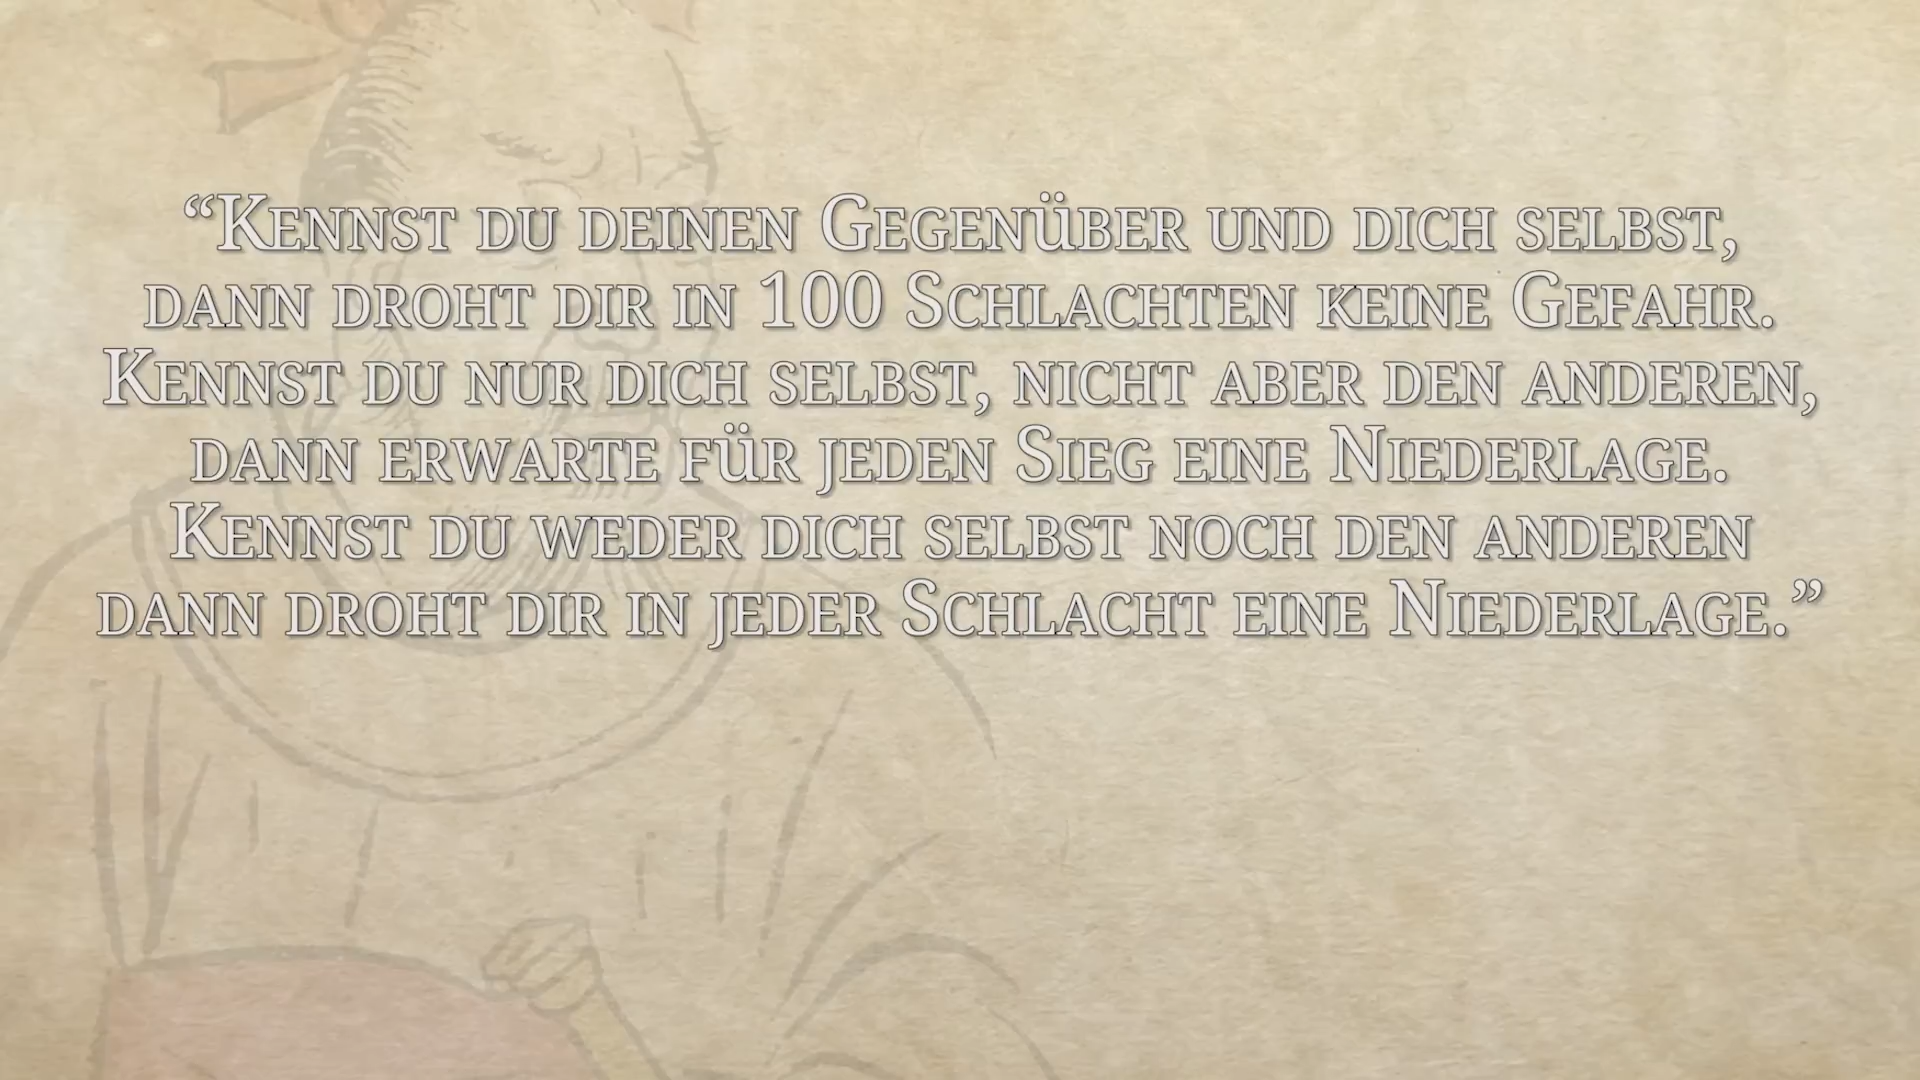 “Kennst du deinen Gegenüber und dich selbst,
dann droht dir in 100 Schlachten keine Gefahr.
Kennst du nur dich selbst, nicht aber den anderen,
dann erwarte für jeden Sieg eine Niederlage.
Kennst du weder dich selbst noch den anderen
dann droht dir in jeder Schlacht eine Niederlage.”